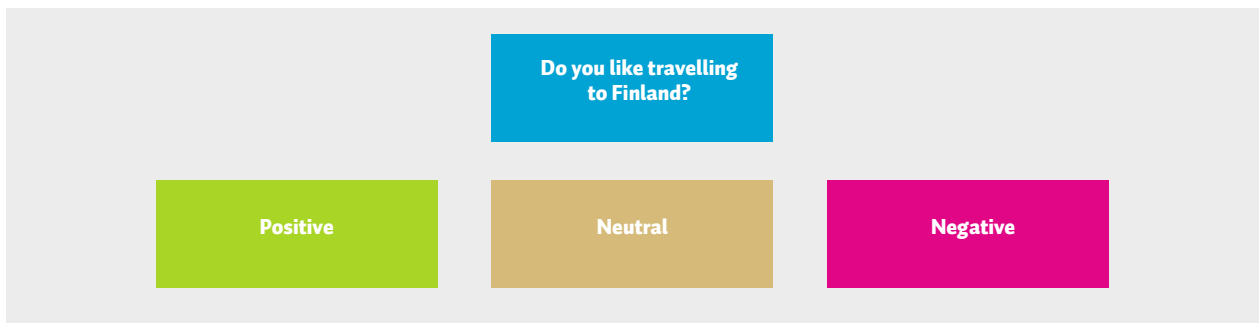 Do you like travelling
to Finland?
Positive
Neutral
Negative